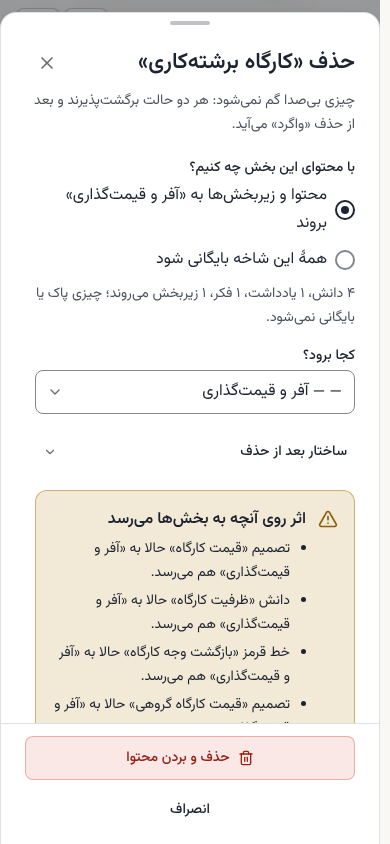 حذف «کارگاه برشته‌کاری»
چیزی بی‌صدا گم نمی‌شود: هر دو حالت برگشت‌پذیرند و بعد
از حذف «واگرد» می‌آید.
با محتوای این بخش چه کنیم؟
محتوا و زیربخش‌ها به «آفر و قیمت‌گذاری»
بروند
همهٔ این شاخه بایگانی شود
۴ دانش، ۱ یادداشت، ۱ فکر، ۱ زیربخش می‌روند؛ چیزی پاک یا
بایگانی نمی‌شود.
کجا برود؟
— — آفر و قیمت‌گذاری
ساختار بعد از حذف
اثر روی آنچه به بخش‌ها می‌رسد
• تصمیم «قیمت کارگاه» حالا به «آفر و
قیمت‌گذاری» هم می‌رسد.
• دانش «ظرفیت کارگاه» حالا به «آفر و
قیمت‌گذاری» هم می‌رسد.
• خط قرمز «بازگشت وجه کارگاه» حالا به «آفر
و قیمت‌گذاری» هم می‌رسد.
• تصمیم «قیمت کارگاه گروهی» حالا به «آفر و
حذف و بردن محتوا
انصراف